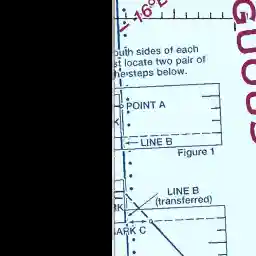 16°
outh sides of each
st locate two pair of
he steps below.
POINT A
K
LINE B
Figure 1
LINE B
(transferred)
RK
ARK C